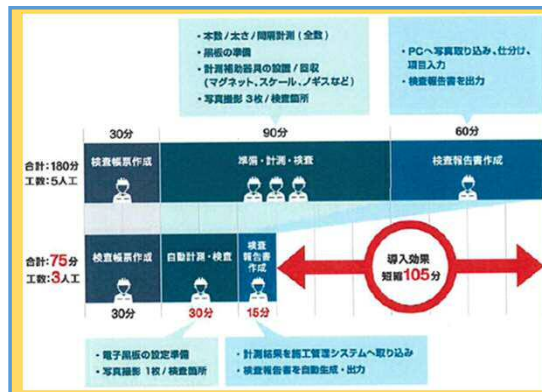 ・本数/太さ/間隔計測(全数)
・黒板の準備
・計測補助器具の設置/回収
(マグネット、スケール、ノギスなど)
・写真撮影 3枚/検査箇所
・PCへ写真取り込み、仕分け、
項目入力
・検査報告書を出力
30分
90分
60分
合計:180分
工数:5人工
検査帳票作成
準備・計測・検査
検査報告書作成
合計:75分
工数:3人工
検査帳票作成
自動計測・検査
検査
報告書
作成
導入効果
短縮105分
30分
30分
15分
・電子黒板の設定準備
・写真撮影 1枚/検査箇所
・計測結果を施工管理システムへ取り込み
・検査報告書を自動生成・出力